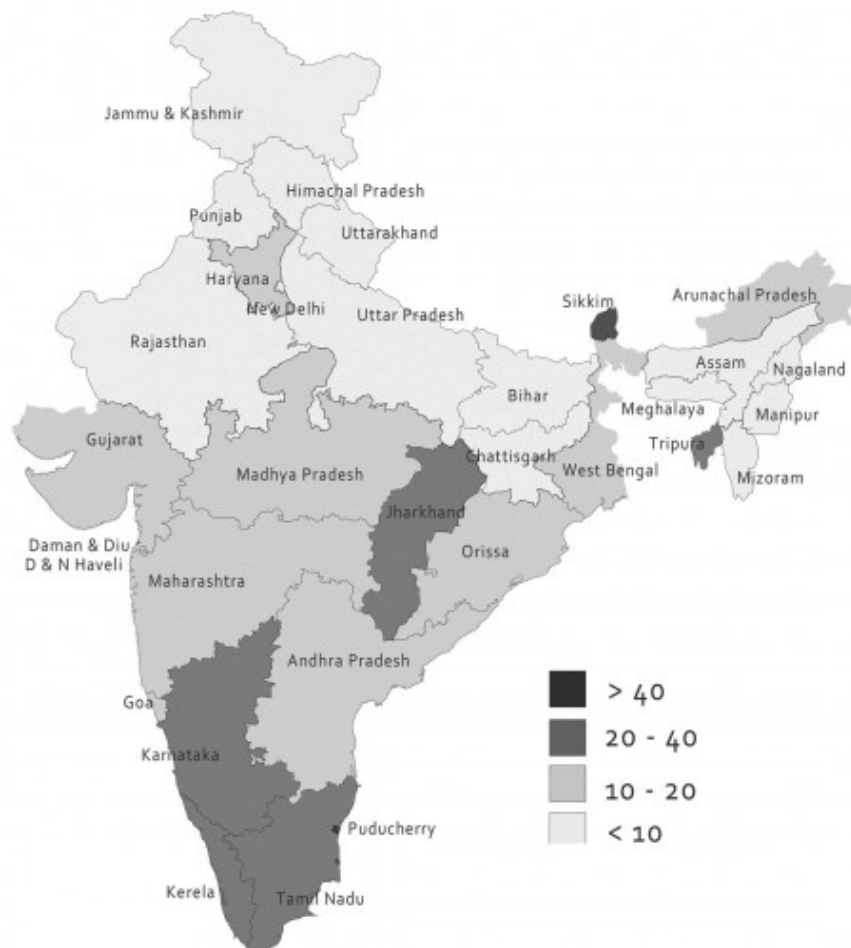 Jammu & Kashmir
Himachal Pradesh
Punjab
Uttarakhand
Haryana
New Delhi
Uttar Pradesh
Sikkim
Arunachal Pradesh
Rajasthan
Assam
Nagaland
Bihar
Meghalaya
Manipur
Gujarat
Tripura
Chattisgarh
West Bengal
Madhya Pradesh
Mizoram
Jharkhand
Daman & Diu
D & N Haveli
Orissa
Maharashtra
Andhra Pradesh
Goa
Karnataka
Puducherry
Kerela
Tamil Nadu
> 40
20 - 40
10 - 20
< 10